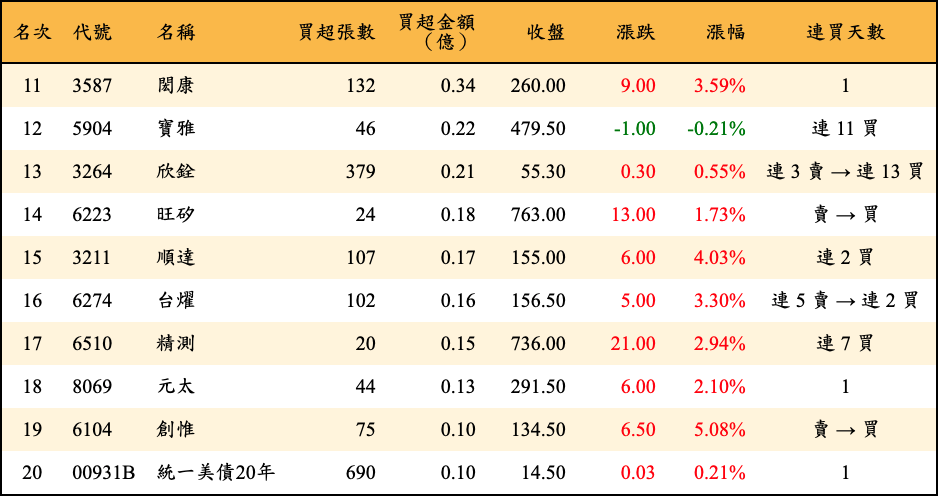 名次 代號 名稱 買超張數 買超金額（億） 收盤 漲跌 漲幅 連買天數
11 3587 閎康 132 0.34 260.00 9.00 3.59% 1
12 5904 寶雅 46 0.22 479.50 -1.00 -0.21% 連 11 買
13 3264 欣銓 379 0.21 55.30 0.30 0.55% 連 3 賣 → 連 13 買
14 6223 旺矽 24 0.18 763.00 13.00 1.73% 賣 → 買
15 3211 順達 107 0.17 155.00 6.00 4.03% 連 2 買
16 6274 台燿 102 0.16 156.50 5.00 3.30% 連 5 賣 → 連 2 買
17 6510 精測 20 0.15 736.00 21.00 2.94% 連 7 買
18 8069 元太 44 0.13 291.50 6.00 2.10% 1
19 6104 創惟 75 0.10 134.50 6.50 5.08% 賣 → 買
20 00931B 統一美債20年 690 0.10 14.50 0.03 0.21% 1